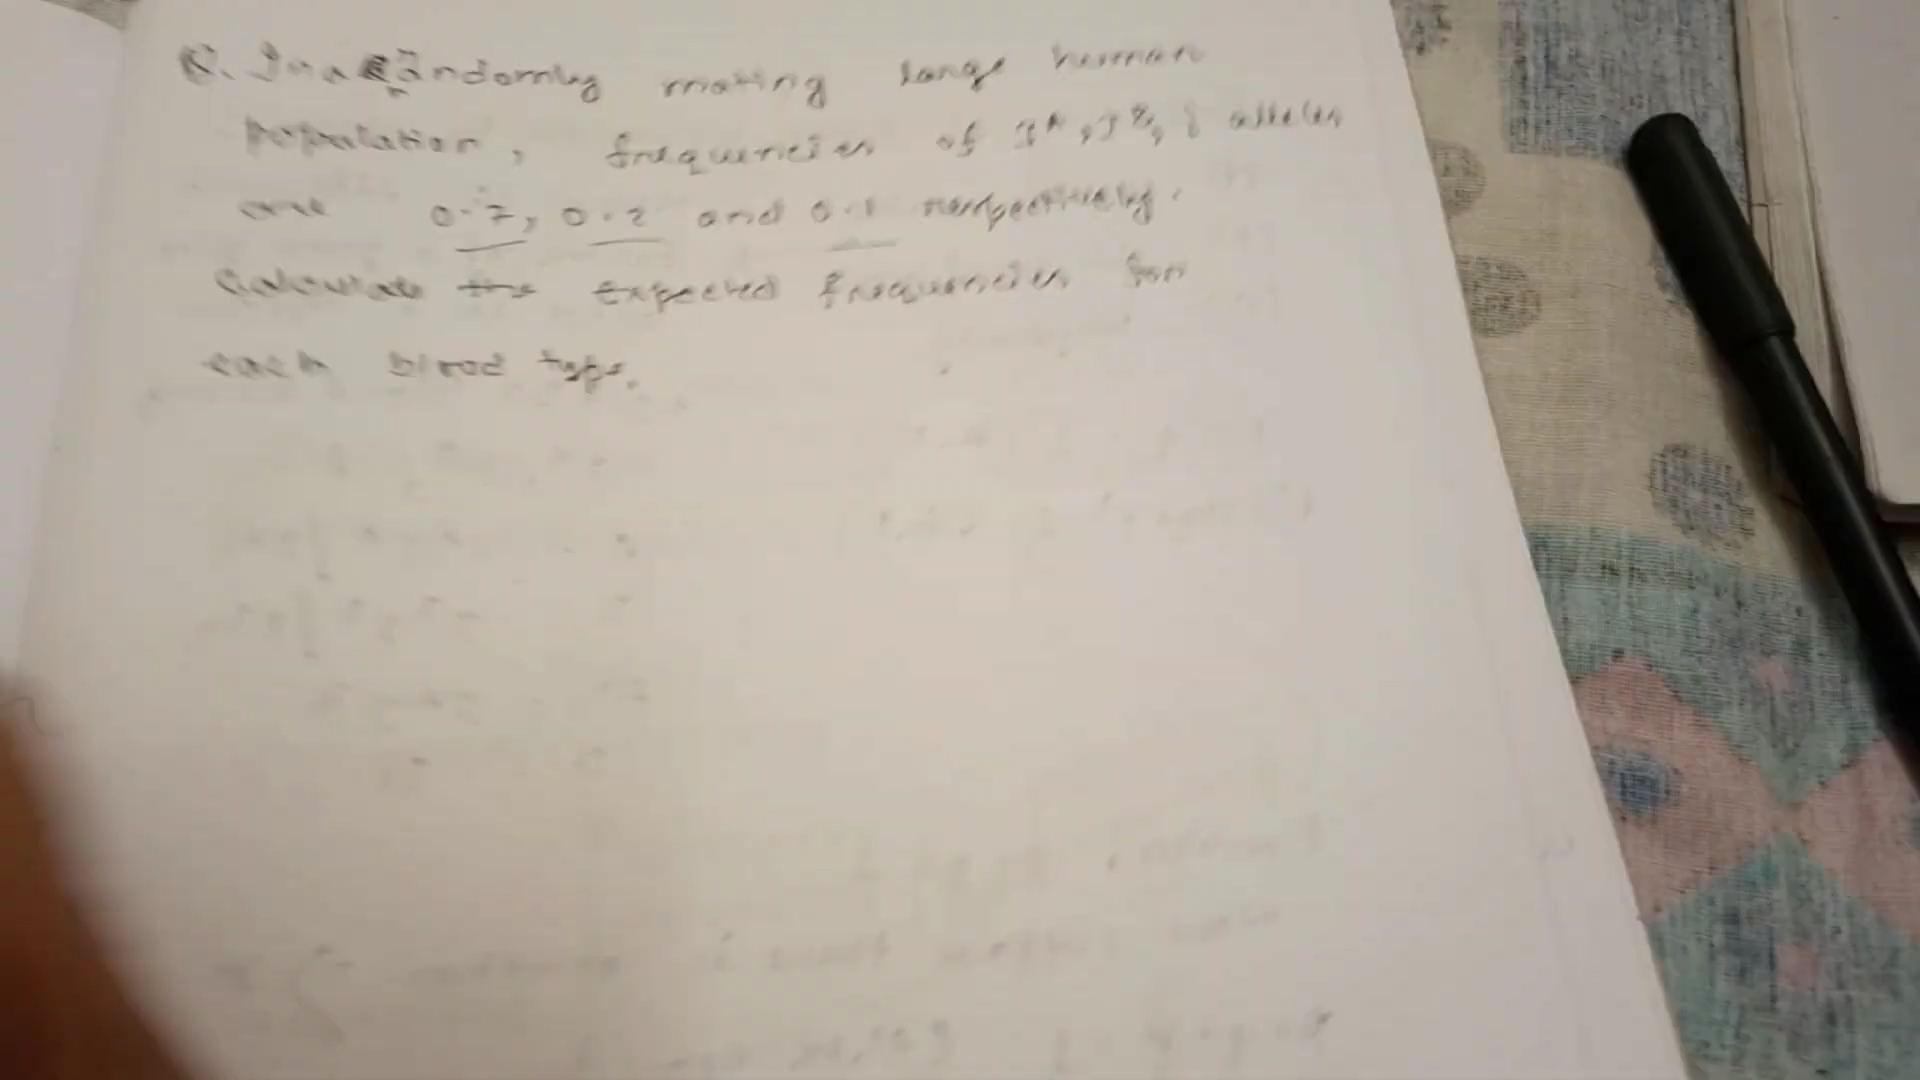 Q. In a randomly mating large human
population, frequencies of I^A, I^B, i alleles
are 0.7, 0.2 and 0.1 respectively.
Calculate the expected frequencies for
each blood type.